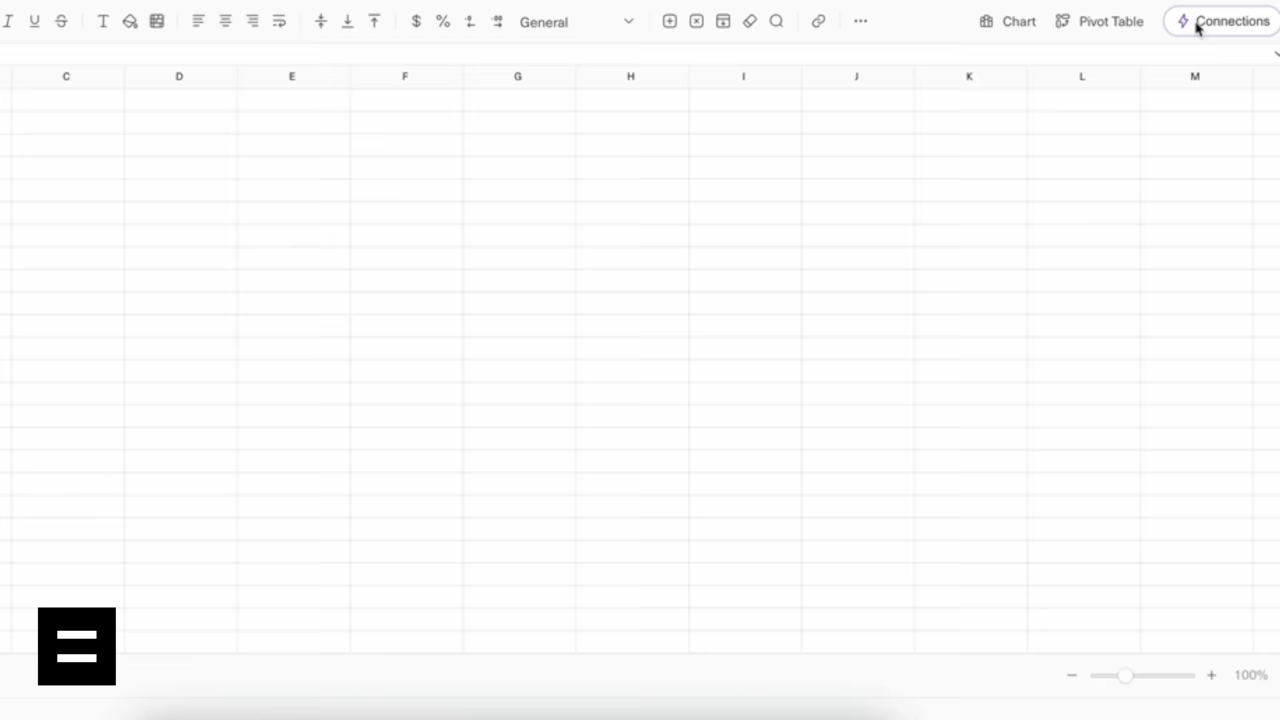 General
Chart
Pivot Table
Connections
C D E F G H I J K L M
100%